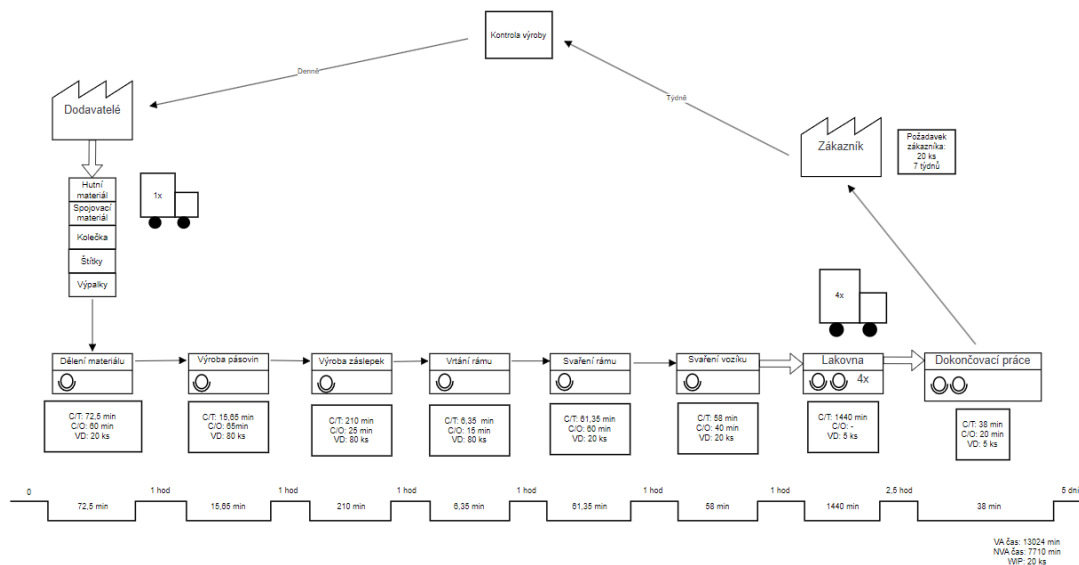 Kontrola výroby
Denně
Týdně
Dodavatelé
Zákazník
Požadavek
zákazníka:
20 ks
7 týdnů
Hutní
materiál
Spojovací
materiál
Kolečka
Štítky
Výpalky
1x
4x
Dělení materiálu
Výroba pásovin
Výroba záslepek
Vrtání rámu
Svaření rámu
Svaření vozíku
Lakovna
4x
Dokončovací práce
C/T: 72,5 min
C/O: 60 min
VD: 20 ks
C/T: 15,65 min
C/O: 65min
VD: 80 ks
C/T: 210 min
C/O: 25 min
VD: 80 ks
C/T: 6,35 min
C/O: 15 min
VD: 80 ks
C/T: 61,35 min
C/O: 60 min
VD: 20 ks
C/T: 58 min
C/O: 40 min
VD: 20 ks
C/T: 1440 min
C/O: -
VD: 5 ks
C/T: 38 min
C/O: 20 min
VD: 5 ks
0
1 hod
1 hod
1 hod
1 hod
1 hod
1 hod
2,5 hod
5 dní
72,5 min
15,65 min
210 min
6,35 min
61,35 min
58 min
1440 min
38 min
VA čas: 13024 min
NVA čas: 7710 min
WIP: 20 ks